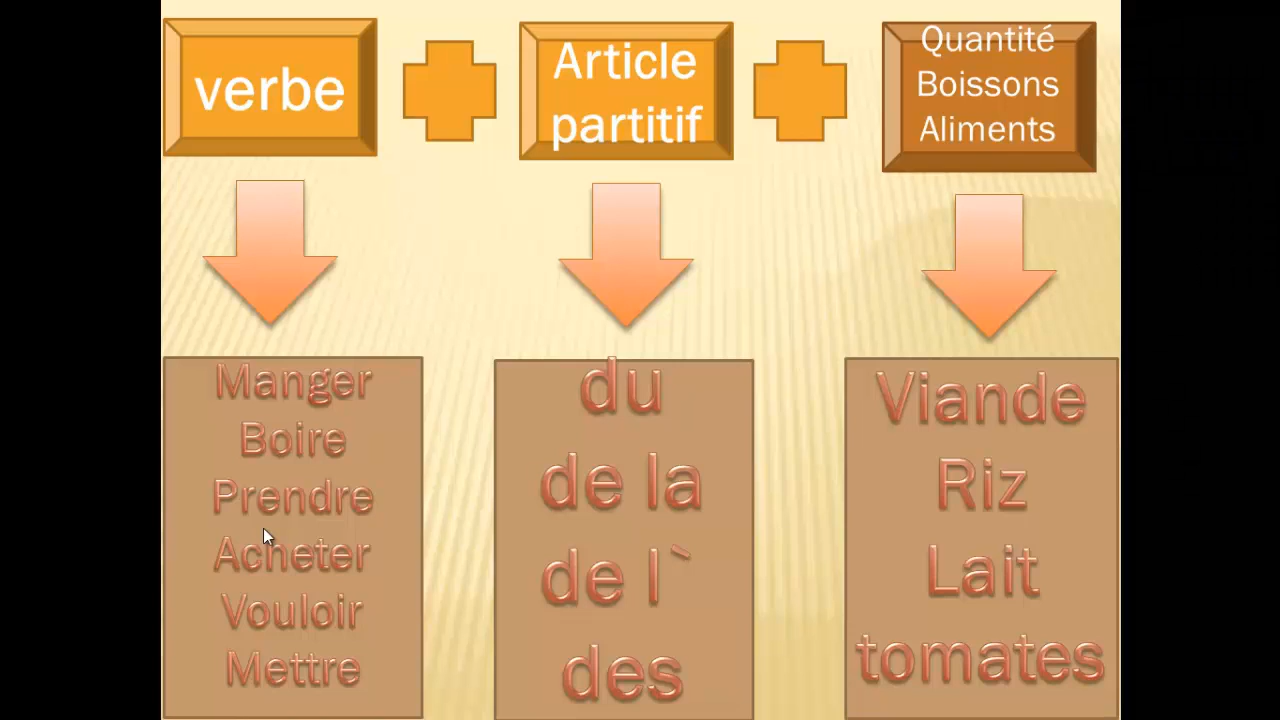 verbe
Article
partitif
Quantité
Boissons
Aliments
Manger
Boire
Prendre
Acheter
Vouloir
Mettre
du
de la
de l`
des
Viande
Riz
Lait
tomates